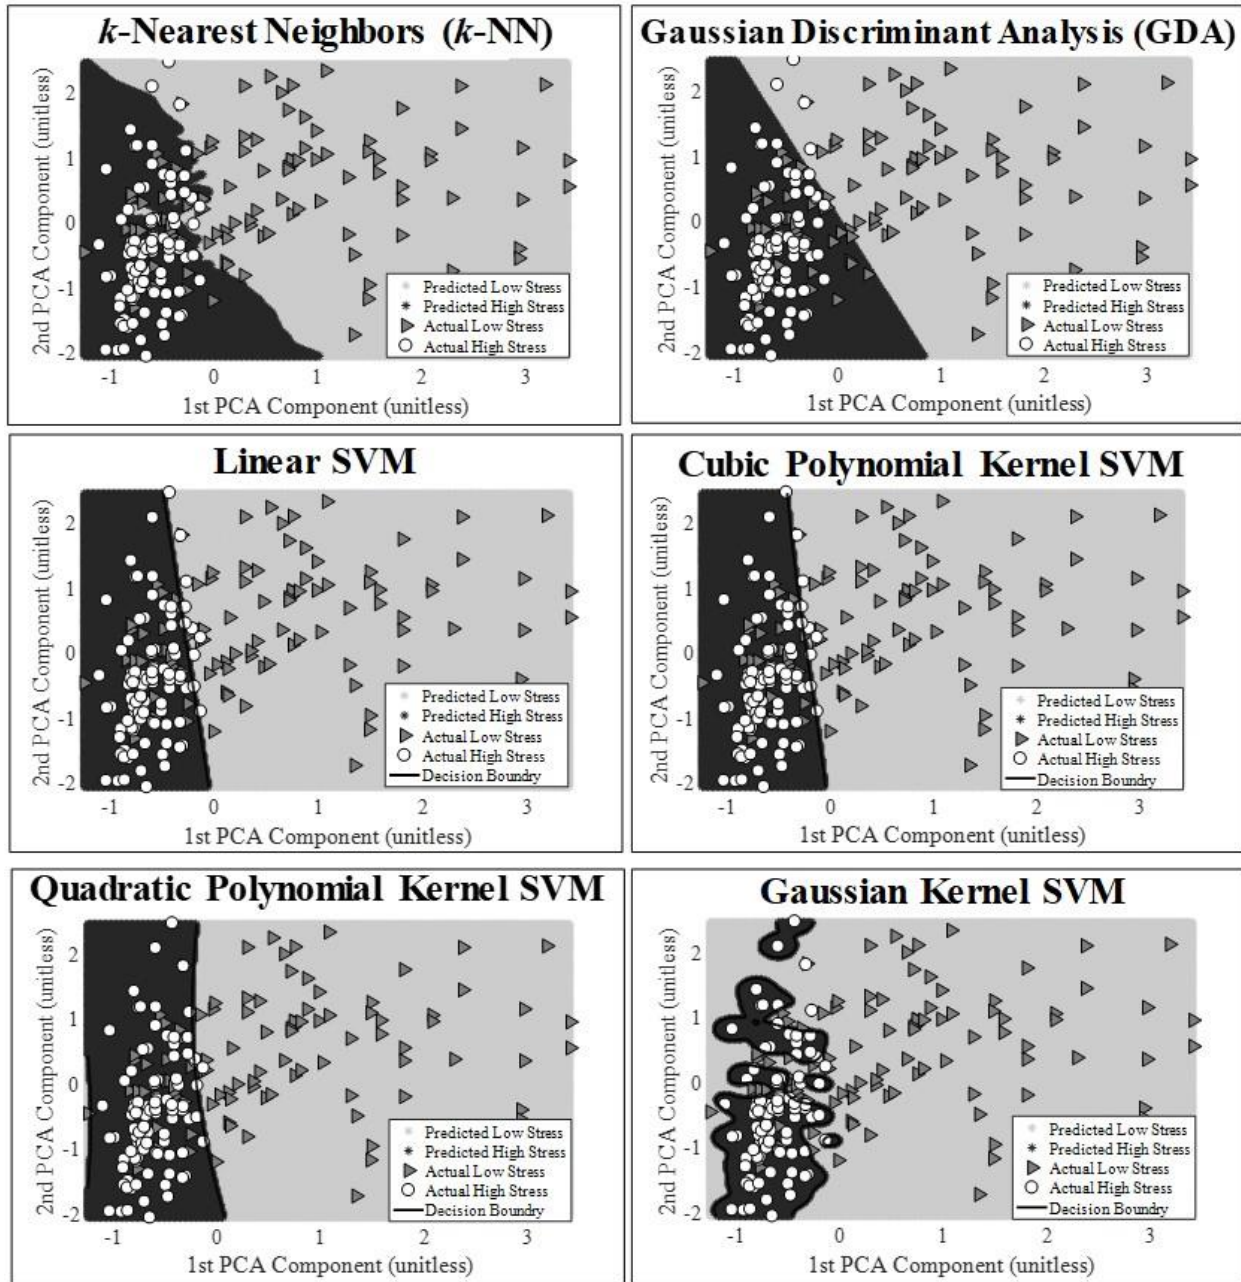 k-Nearest Neighbors (k-NN)
2nd PCA Component (unitless)
2
1
0
-1
-2
Predicted Low Stress
Predicted High Stress
Actual Low Stress
Actual High Stress
-1 0 1 2 3
1st PCA Component (unitless)
Gaussian Discriminant Analysis (GDA)
2nd PCA Component (unitless)
2
1
0
-1
-2
Predicted Low Stress
Predicted High Stress
Actual Low Stress
Actual High Stress
-1 0 1 2 3
1st PCA Component (unitless)
Linear SVM
2nd PCA Component (unitless)
2
1
0
-1
-2
Predicted Low Stress
Predicted High Stress
Actual Low Stress
Actual High Stress
Decision Boundry
-1 0 1 2 3
1st PCA Component (unitless)
Cubic Polynomial Kernel SVM
2nd PCA Component (unitless)
2
1
0
-1
-2
Predicted Low Stress
Predicted High Stress
Actual Low Stress
Actual High Stress
Decision Boundry
-1 0 1 2 3
1st PCA Component (unitless)
Quadratic Polynomial Kernel SVM
2nd PCA Component (unitless)
2
1
0
-1
-2
Predicted Low Stress
Predicted High Stress
Actual Low Stress
Actual High Stress
Decision Boundry
-1 0 1 2 3
1st PCA Component (unitless)
Gaussian Kernel SVM
2nd PCA Component (unitless)
2
1
0
-1
-2
Predicted Low Stress
Predicted High Stress
Actual Low Stress
Actual High Stress
Decision Boundry
-1 0 1 2 3
1st PCA Component (unitless)